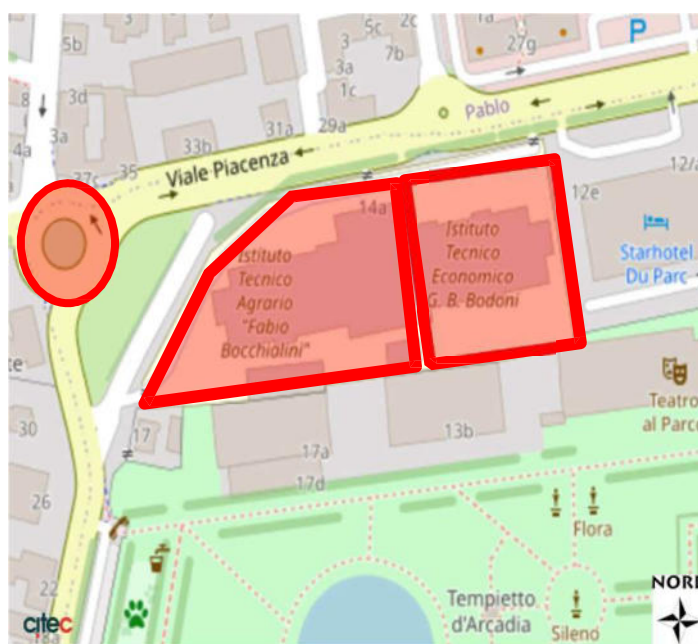 5c
2c
1a
5b
3
7b
27g
P
3a
1c
8
3d
Pablo
3a
4a
33b
31a
29a
35
37c
Viale Piacenza
12/a
14a
12e
Istituto
Tecnico
Agrario
"Fabio
Bocchialini"
Istituto
Tecnico
Economico
G. B. Bodoni
Starhotel
Du Parc
Teatro
al Parco
30
17
17a
13b
17d
26
Flora
22
Tempietto
d'Arcadia
Sileno
NORD
citec